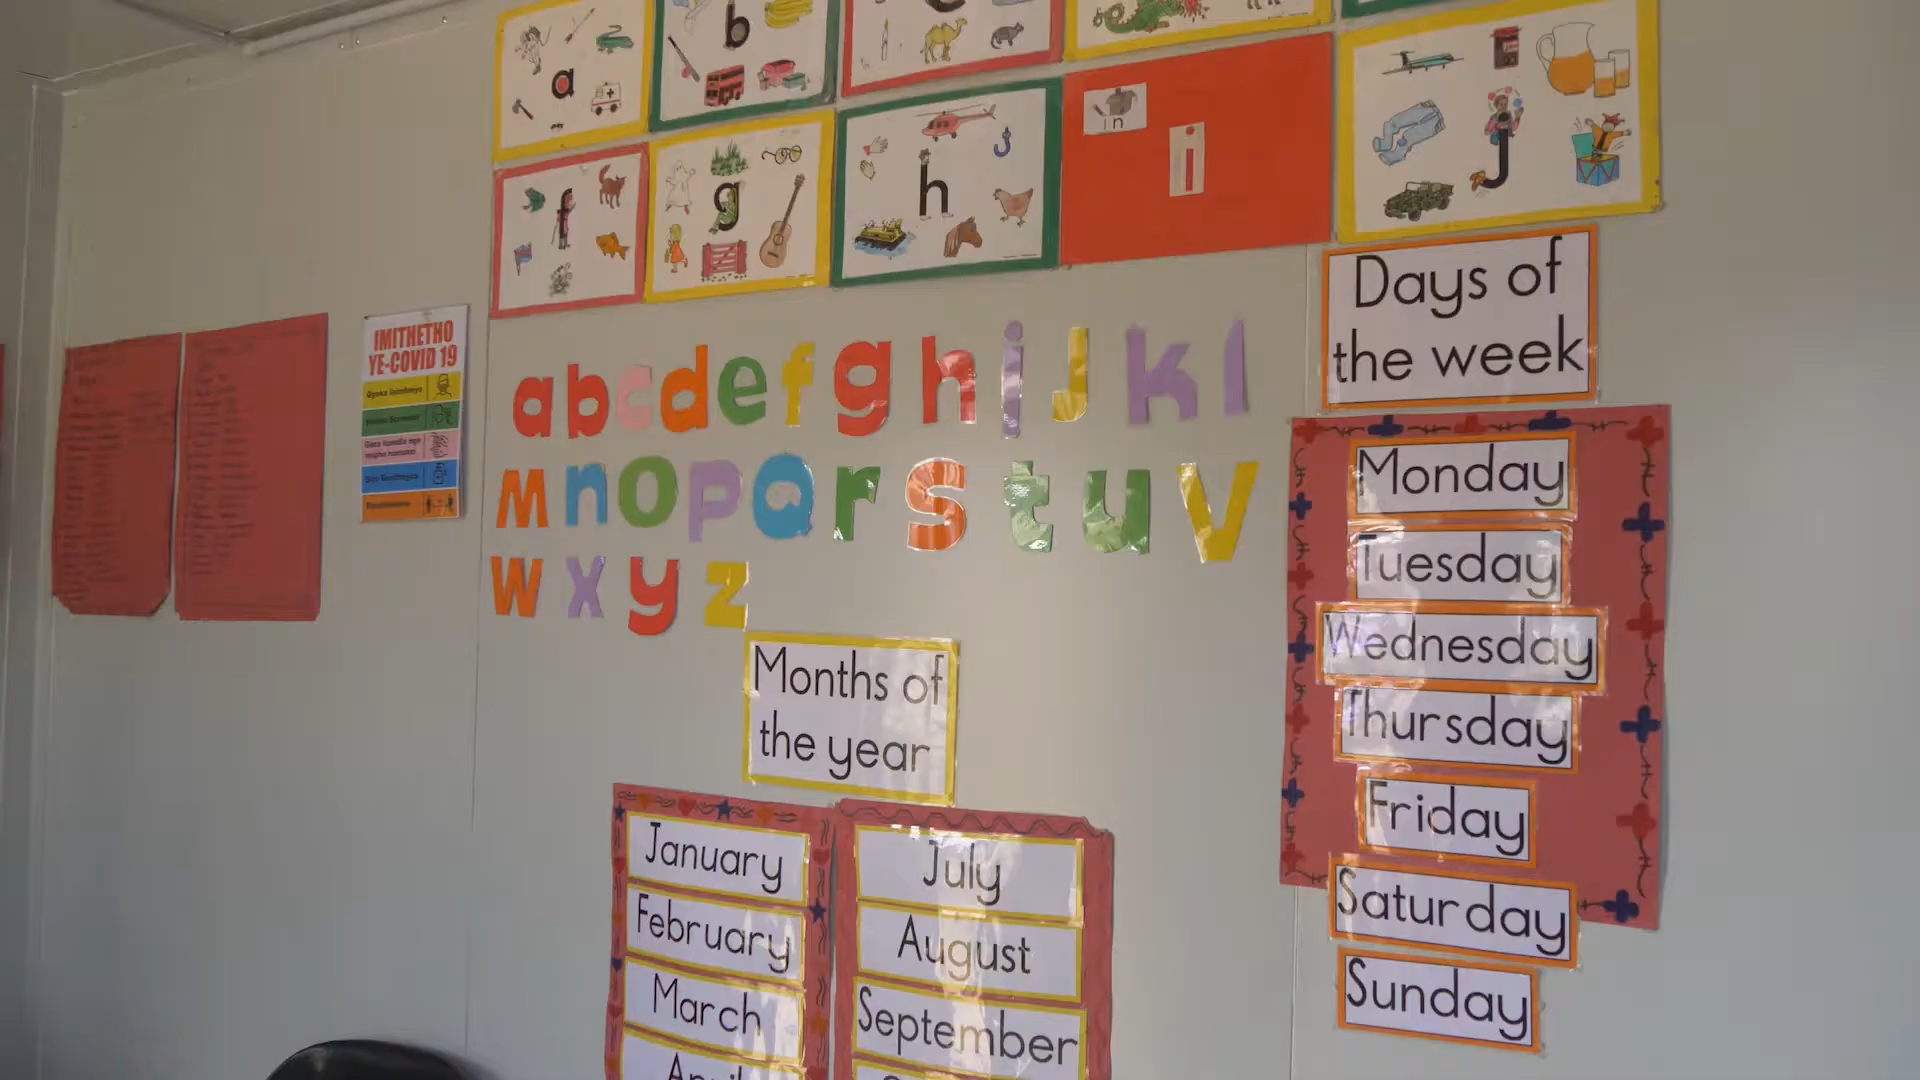 a
b
f
g
h
in
i
j
IMITHETHO
YE-COVID 19
abcdefghijkl
mnopqrstuv
wxyz
Days of
the week
Monday
Tuesday
Wednesday
Thursday
Friday
Saturday
Sunday
Months of
the year
January
February
March
July
August
September